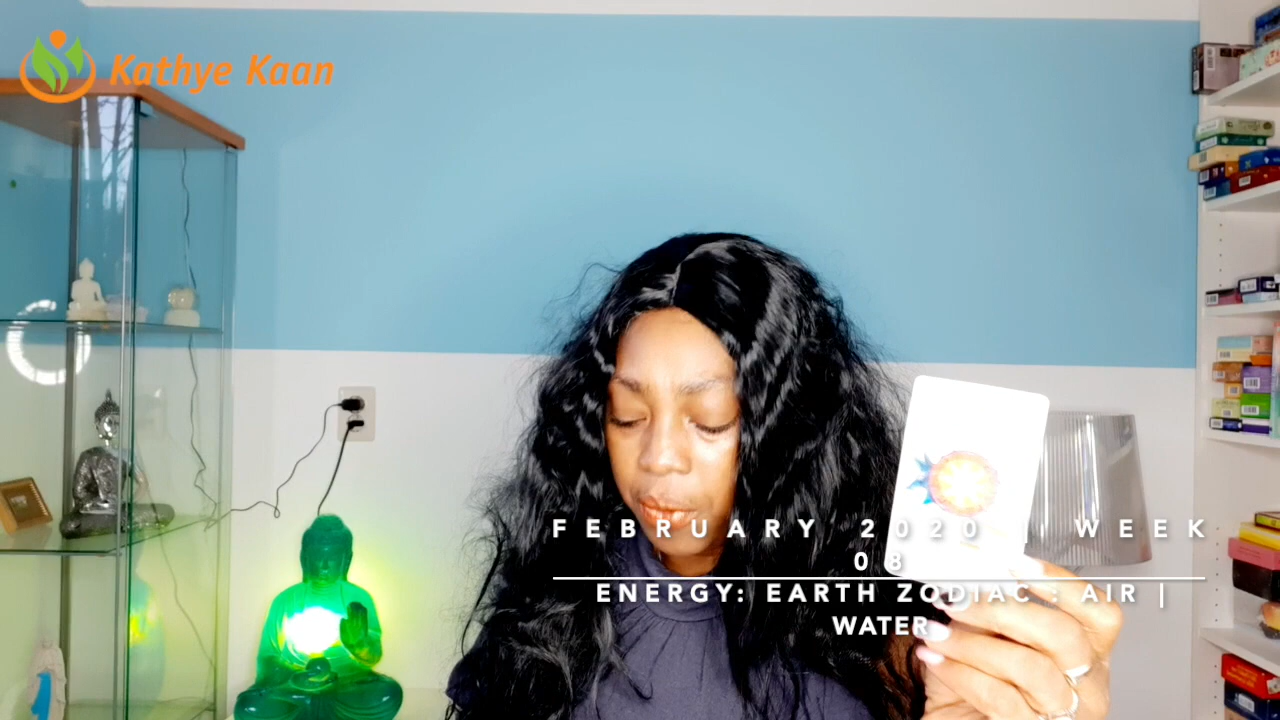 Kathye Kaan
FEBRUARY 2020 | WEEK
08
ENERGY: EARTH ZODIAC : AIR |
WATER